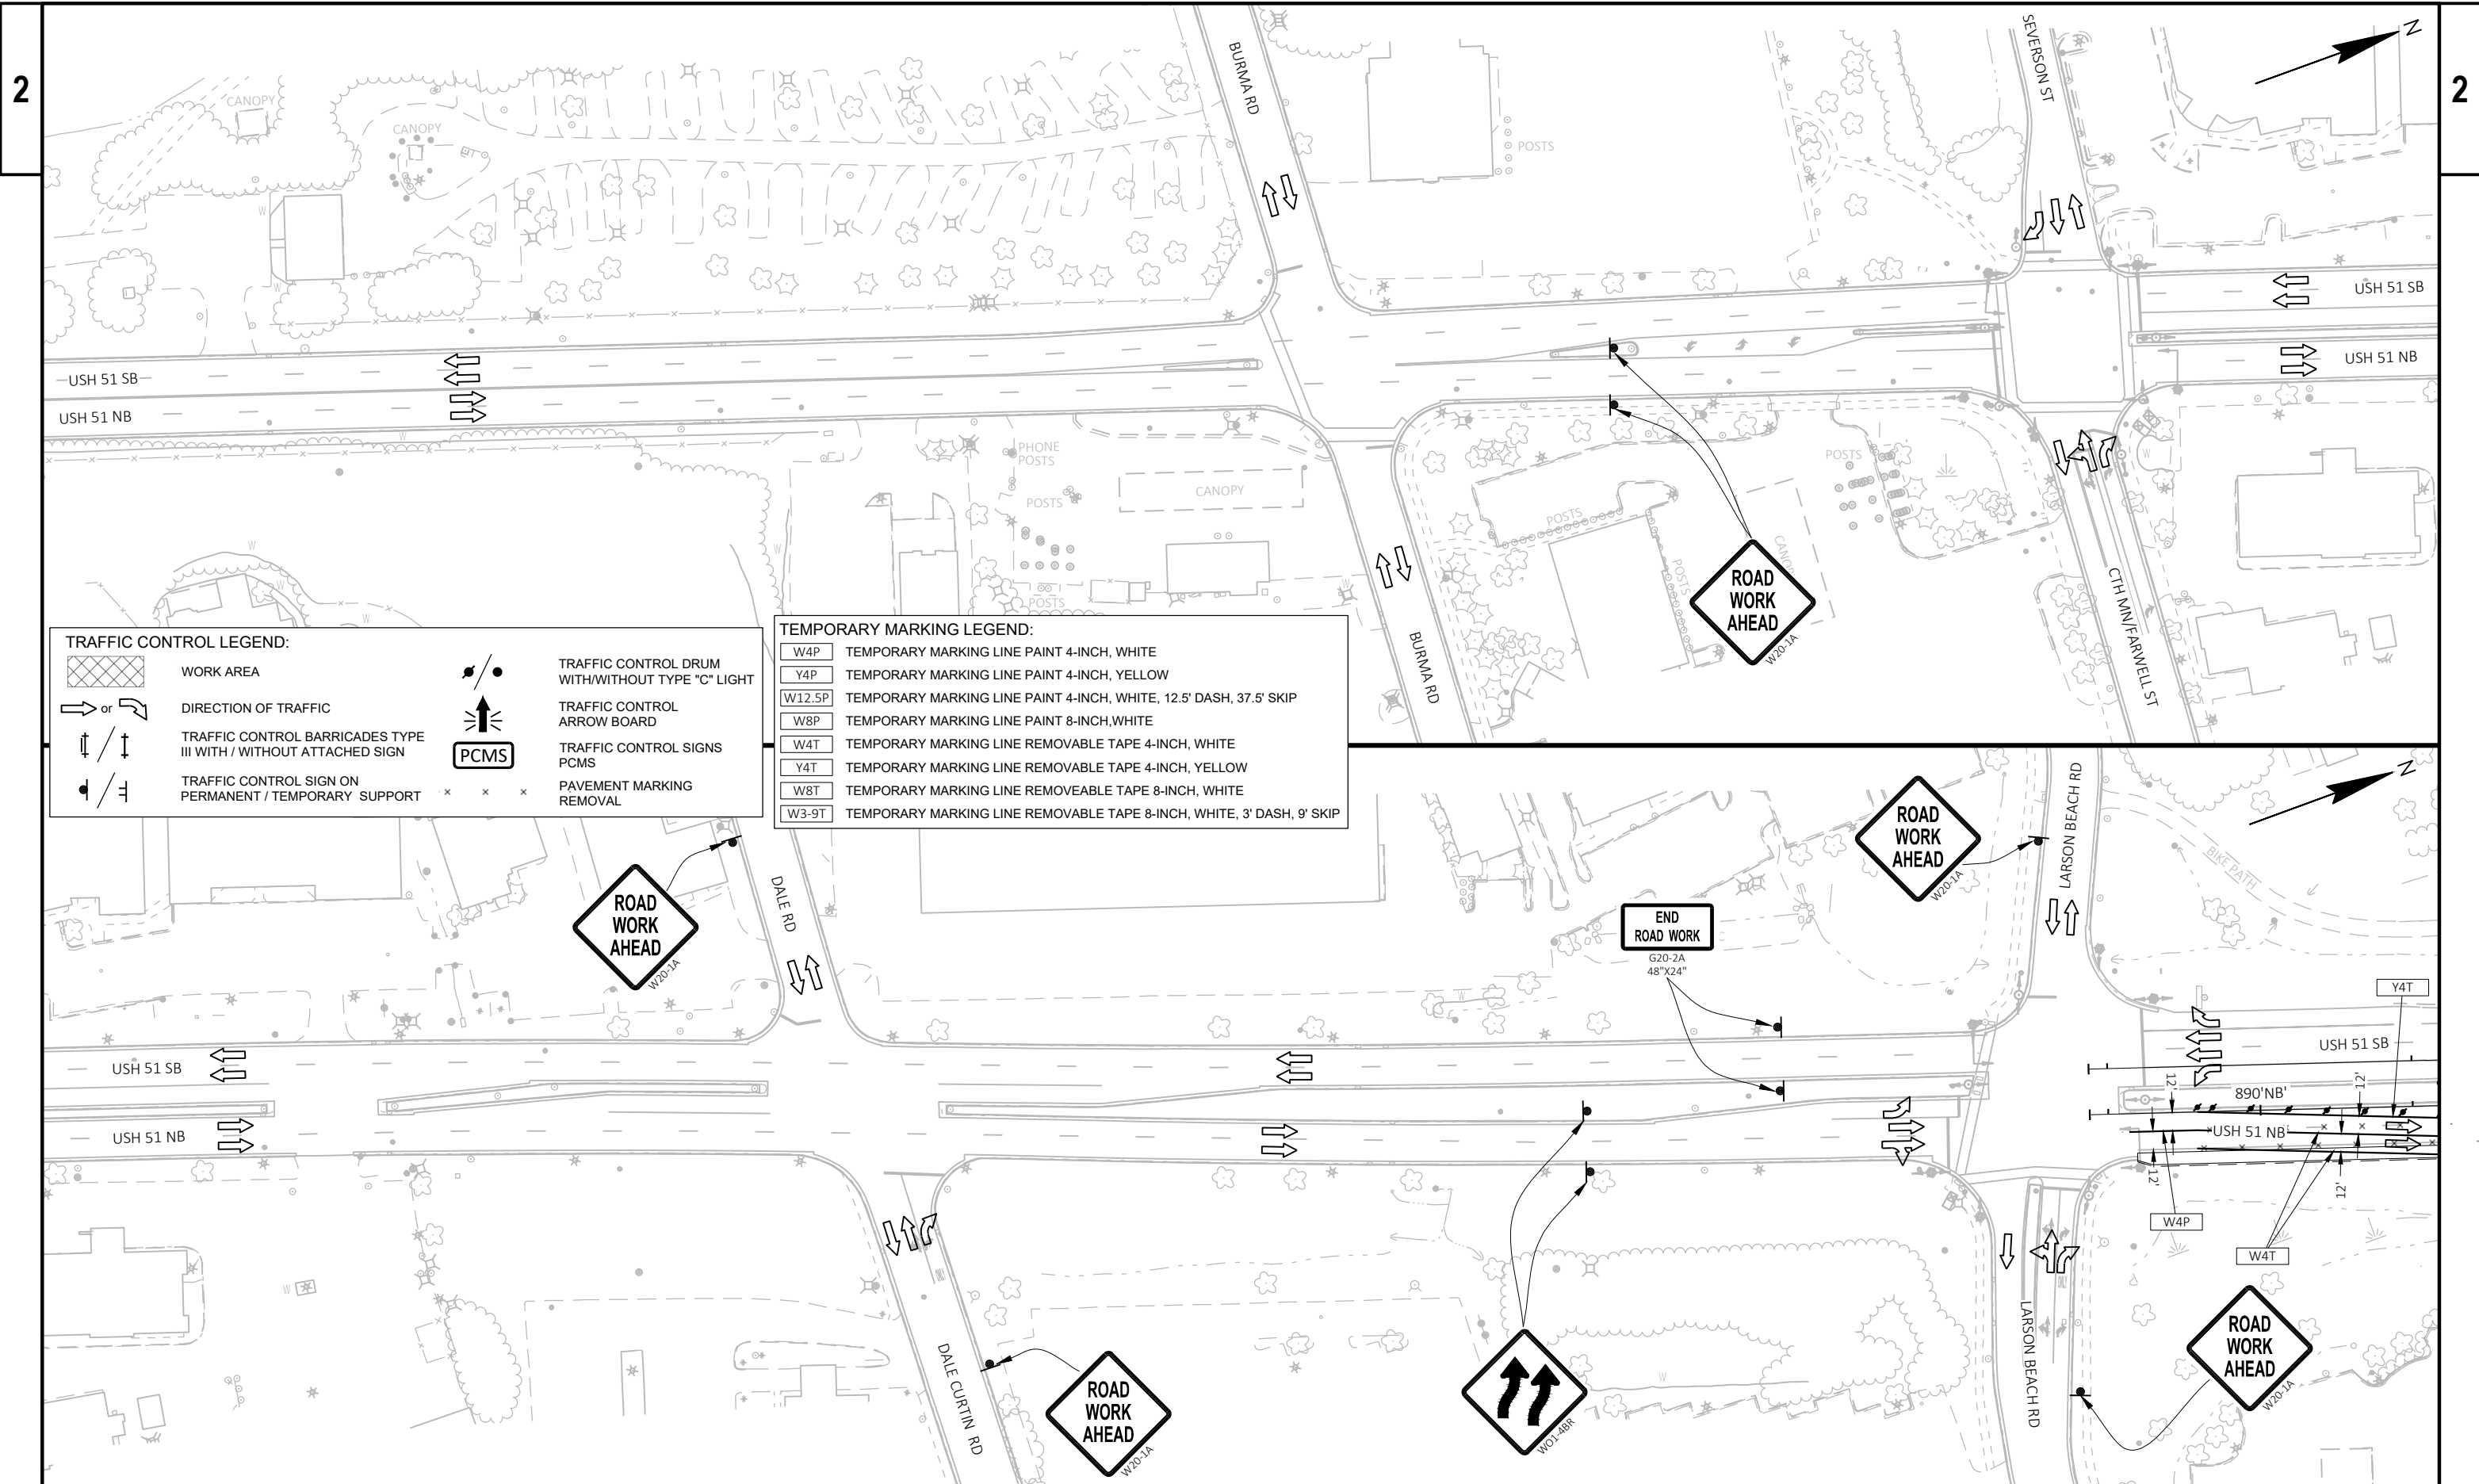 2
2
BURMA RD
SEVERSON ST
N
CANOPY
CANOPY
POSTS
W
W
USH 51 SB
USH 51 NB
USH 51 SB
USH 51 NB
W
PHONE
POSTS
POSTS
CANOPY
POSTS
POSTS
POSTS
CANOPY
POSTS
W
W
W
W
W
BURMA RD
CTH MN/FARWELL ST
ROAD
WORK
AHEAD
W20-1A
TRAFFIC CONTROL LEGEND:
WORK AREA
or
DIRECTION OF TRAFFIC
TRAFFIC CONTROL BARRICADES TYPE
III WITH / WITHOUT ATTACHED SIGN
TRAFFIC CONTROL SIGN ON
PERMANENT / TEMPORARY SUPPORT
TRAFFIC CONTROL DRUM
WITH/WITHOUT TYPE "C" LIGHT
TRAFFIC CONTROL
ARROW BOARD
PCMS
TRAFFIC CONTROL SIGNS
PCMS
PAVEMENT MARKING
REMOVAL
TEMPORARY MARKING LEGEND:
W4P TEMPORARY MARKING LINE PAINT 4-INCH, WHITE
Y4P TEMPORARY MARKING LINE PAINT 4-INCH, YELLOW
W12.5P TEMPORARY MARKING LINE PAINT 4-INCH, WHITE, 12.5' DASH, 37.5' SKIP
W8P TEMPORARY MARKING LINE PAINT 8-INCH,WHITE
W4T TEMPORARY MARKING LINE REMOVABLE TAPE 4-INCH, WHITE
Y4T TEMPORARY MARKING LINE REMOVABLE TAPE 4-INCH, YELLOW
W8T TEMPORARY MARKING LINE REMOVEABLE TAPE 8-INCH, WHITE
W3-9T TEMPORARY MARKING LINE REMOVABLE TAPE 8-INCH, WHITE, 3' DASH, 9' SKIP
N
LARSON BEACH RD
BIKE PATH
ROAD
WORK
AHEAD
W20-1A
ROAD
WORK
AHEAD
W20-1A
DALE RD
END
ROAD WORK
G20-2A
48"X24"
Y4T
USH 51 SB
USH 51 SB
12'
890'NB'
12'
USH 51 NB
USH 51 NB
12'
12'
W4P
W4T
W
W
W
DALE CURTIN RD
LARSON BEACH RD
ROAD
WORK
AHEAD
W20-1A
WO1-4BR
ROAD
WORK
AHEAD
W20-1A